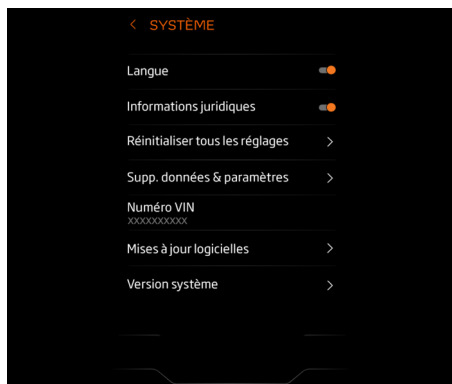 SYSTÈME
Langue
Informations juridiques
Réinitialiser tous les réglages
Supp. données & paramètres
Numéro VIN
XXXXXXXXXX
Mises à jour logicielles
Version système